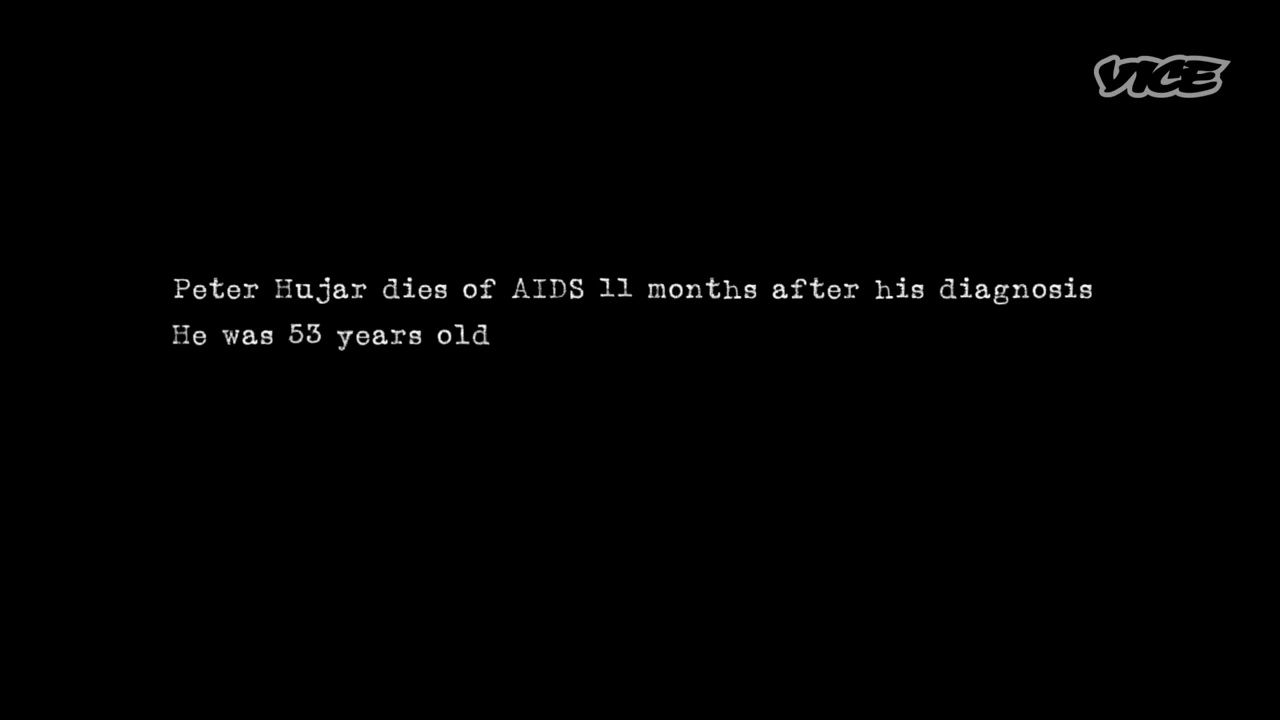 VICE
Peter Hujar dies of AIDS 11 months after his diagnosis
He was 53 years old